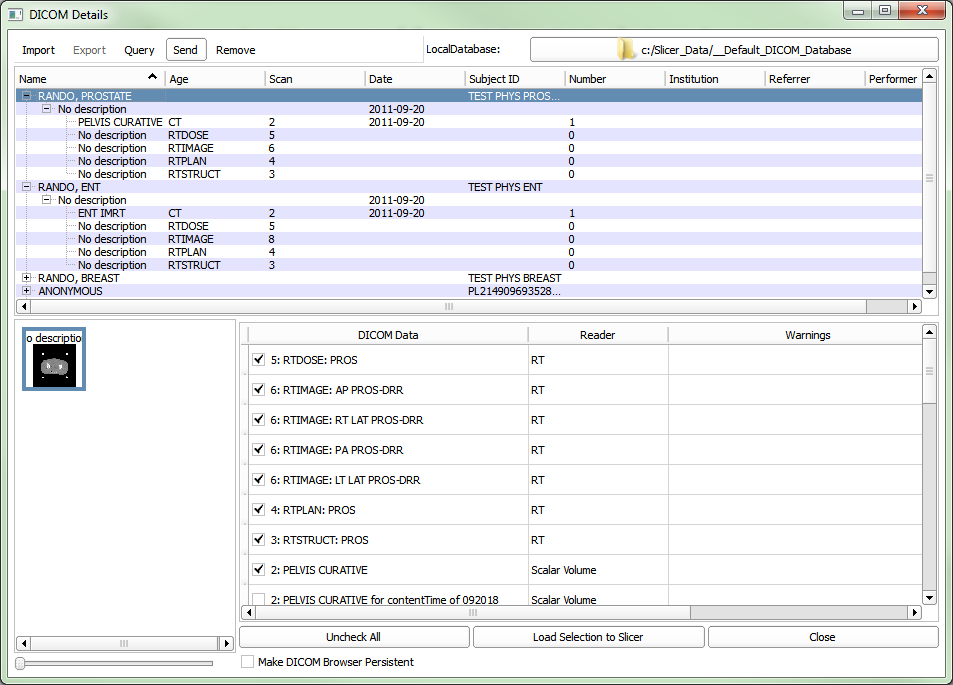 DICOM Details
Import Export Query Send Remove LocalDatabase: c:/Slicer_Data/__Default_DICOM_Database
Name Age Scan Date Subject ID Number Institution Referrer Performer
RANDO, PROSTATE TEST PHYS PROS...
No description 2011-09-20
PELVIS CURATIVE CT 2 2011-09-20 1
No description RTDOSE 5 0
No description RTIMAGE 6 0
No description RTPLAN 4 0
No description RTSTRUCT 3 0
RANDO, ENT TEST PHYS ENT
No description 2011-09-20
ENT IMRT CT 2 2011-09-20 1
No description RTDOSE 5 0
No description RTIMAGE 8 0
No description RTPLAN 4 0
No description RTSTRUCT 3 0
RANDO, BREAST TEST PHYS BREAST
ANONYMOUS PL214909693528...
o descriptio
DICOM Data Reader Warnings
5: RTDOSE: PROS RT
6: RTIMAGE: AP PROS-DRR RT
6: RTIMAGE: RT LAT PROS-DRR RT
6: RTIMAGE: PA PROS-DRR RT
6: RTIMAGE: LT LAT PROS-DRR RT
4: RTPLAN: PROS RT
3: RTSTRUCT: PROS RT
2: PELVIS CURATIVE Scalar Volume
2: PELVIS CURATIVE for contentTime of 092018 Scalar Volume
Uncheck All Load Selection to Slicer Close
Make DICOM Browser Persistent